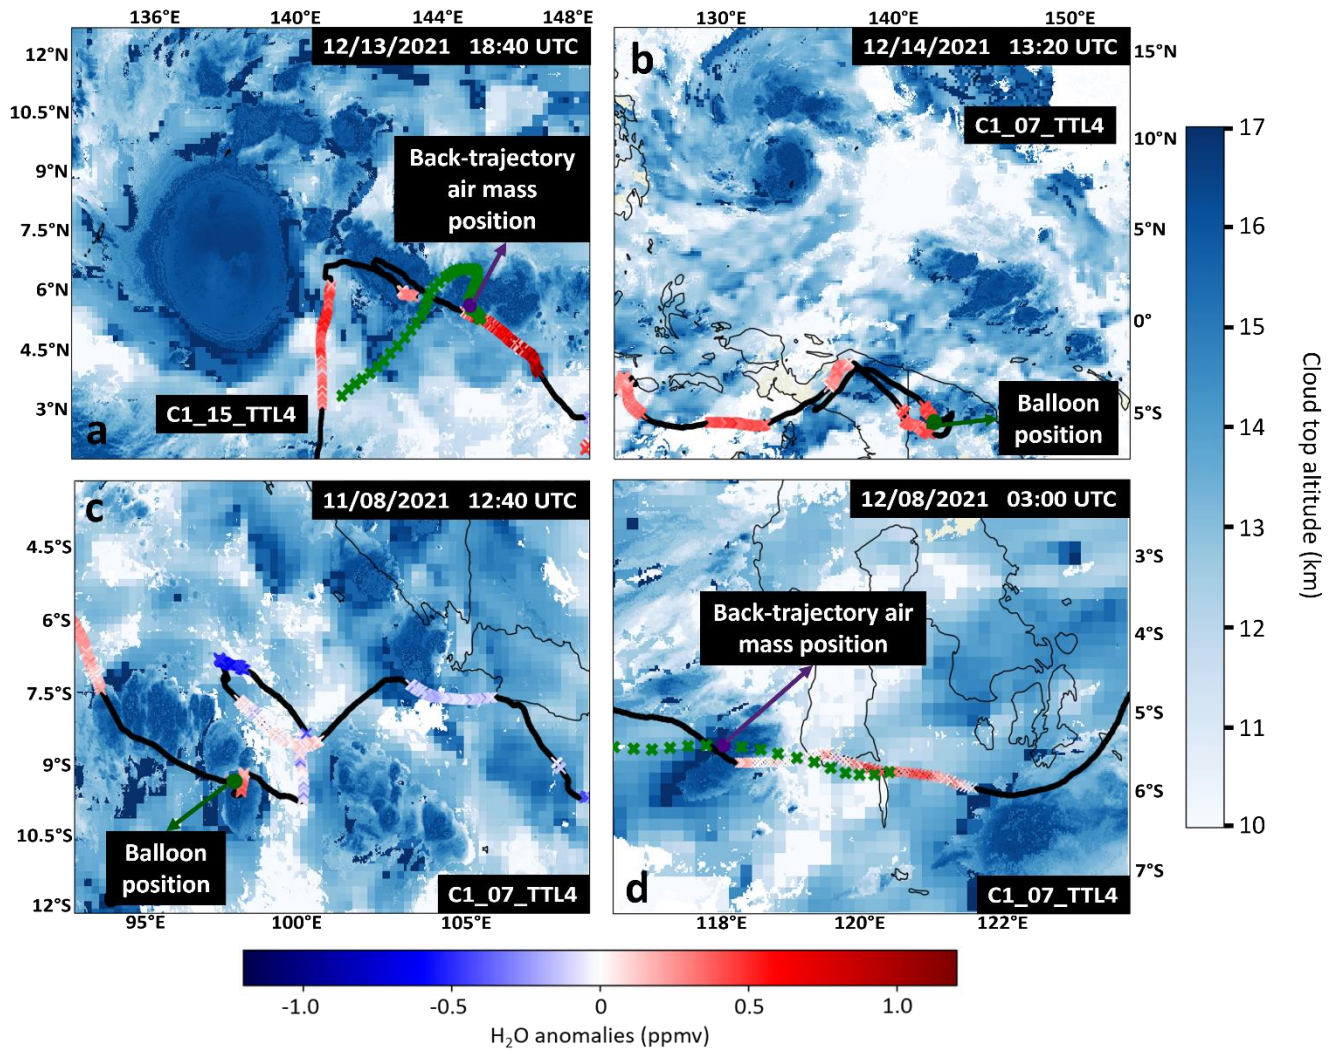 136°E 140°E 144°E 148°E
130°E 140°E 150°E
12/13/2021 18:40 UTC
12/14/2021 13:20 UTC
12°N
10.5°N
9°N
7.5°N
6°N
4.5°N
3°N
b
15°N
10°N
5°N
0°
5°S
C1_07_TTL4
Back-trajectory
air mass
position
C1_15_TTL4
a
Balloon
position
17
16
15
14
13
12
11
10
Cloud top altitude (km)
c
11/08/2021 12:40 UTC
12/08/2021 03:00 UTC
4.5°S
6°S
7.5°S
9°S
10.5°S
12°S
3°S
4°S
5°S
6°S
7°S
Back-trajectory air
mass position
Balloon
position
C1_07_TTL4
d
C1_07_TTL4
95°E 100°E 105°E
118°E 120°E 122°E
-1.0 -0.5 0 0.5 1.0
H₂O anomalies (ppmv)